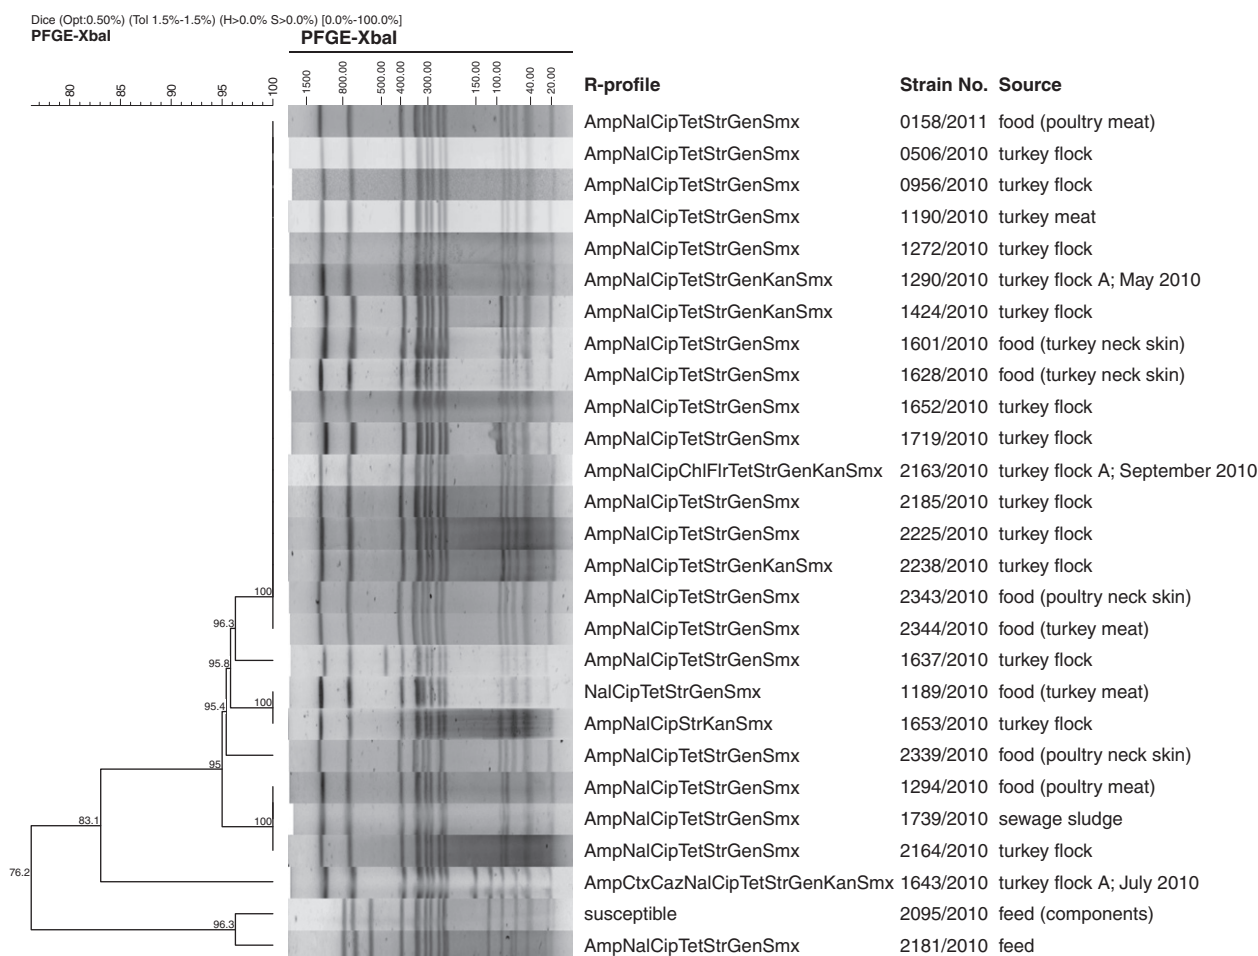 Dice (Opt:0.50%) (Tol 1.5%-1.5%) (H>0.0% S>0.0%) [0.0%-100.0%]
PFGE-XbaI PFGE-XbaI
80 85 90 95 100 1500 800.00 500.00 400.00 300.00 150.00 100.00 40.00 20.00
R-profile Strain No. Source
AmpNalCipTetStrGenSmx 0158/2011 food (poultry meat)
AmpNalCipTetStrGenSmx 0506/2010 turkey flock
AmpNalCipTetStrGenSmx 0956/2010 turkey flock
AmpNalCipTetStrGenSmx 1190/2010 turkey meat
AmpNalCipTetStrGenSmx 1272/2010 turkey flock
AmpNalCipTetStrGenKanSmx 1290/2010 turkey flock A; May 2010
AmpNalCipTetStrGenKanSmx 1424/2010 turkey flock
AmpNalCipTetStrGenSmx 1601/2010 food (turkey neck skin)
AmpNalCipTetStrGenSmx 1628/2010 food (turkey neck skin)
AmpNalCipTetStrGenSmx 1652/2010 turkey flock
AmpNalCipTetStrGenSmx 1719/2010 turkey flock
AmpNalCipChlFlrTetStrGenKanSmx 2163/2010 turkey flock A; September 2010
AmpNalCipTetStrGenSmx 2185/2010 turkey flock
AmpNalCipTetStrGenSmx 2225/2010 turkey flock
AmpNalCipTetStrGenKanSmx 2238/2010 turkey flock
100 AmpNalCipTetStrGenSmx 2343/2010 food (poultry neck skin)
96.3 AmpNalCipTetStrGenSmx 2344/2010 food (turkey meat)
95.8 AmpNalCipTetStrGenSmx 1637/2010 turkey flock
100 NalCipTetStrGenSmx 1189/2010 food (turkey meat)
95.4 AmpNalCipStrKanSmx 1653/2010 turkey flock
95 AmpNalCipTetStrGenSmx 2339/2010 food (poultry neck skin)
AmpNalCipTetStrGenSmx 1294/2010 food (poultry meat)
83.1 100 AmpNalCipTetStrGenSmx 1739/2010 sewage sludge
AmpNalCipTetStrGenSmx 2164/2010 turkey flock
76.2 AmpCtxCazNalCipTetStrGenKanSmx 1643/2010 turkey flock A; July 2010
96.3 susceptible 2095/2010 feed (components)
AmpNalCipTetStrGenSmx 2181/2010 feed